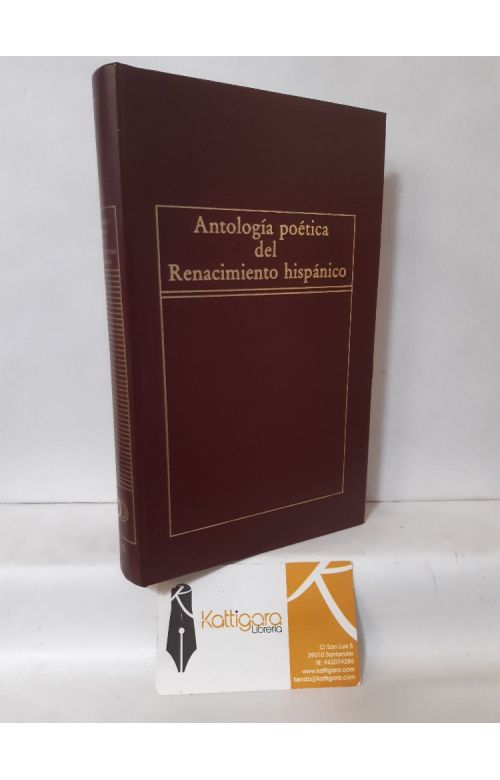 Antología poética
del
Renacimiento hispánico
Kattigara
Librería
C/ San Luis 5
39010 Santander
tlf: 942074286
www.kattigara.com
tienda@kattigara.com